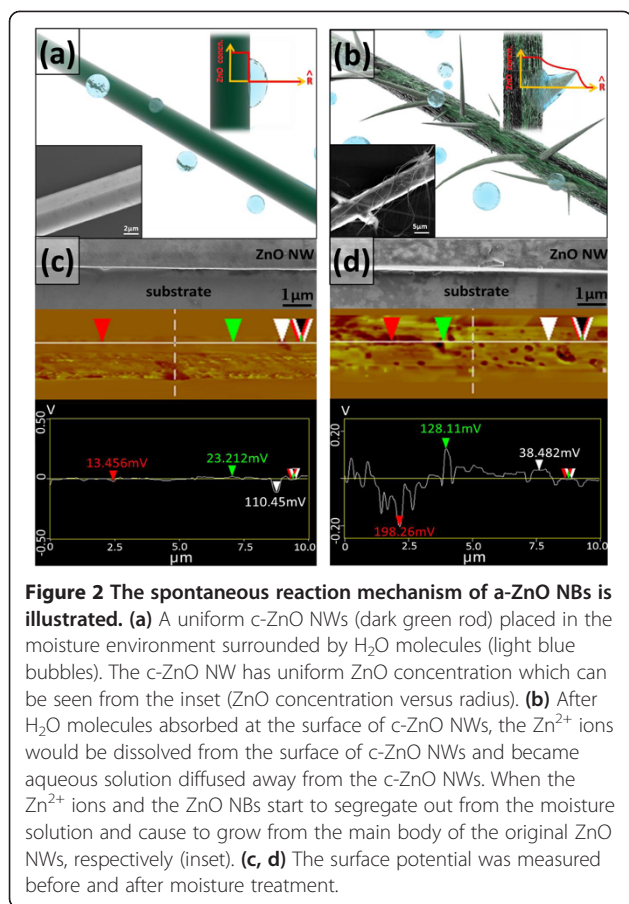 (a)
ZnO concn.
R̂
2μm
(b)
ZnO concn.
R̂
5μm
(c)
ZnO NW
substrate
1μm
(d)
ZnO NW
substrate
1μm
V
0.50
0
-0.50
13.456mV
23.212mV
110.45mV
0
2.5
5.0
7.5
10.0
μm
V
0.20
-0.20
128.11mV
38.482mV
198.26mV
0
2.5
5.0
7.5
10.0
μm
Figure 2 The spontaneous reaction mechanism of a-ZnO NBs is
illustrated. (a) A uniform c-ZnO NWs (dark green rod) placed in the
moisture environment surrounded by H₂O molecules (light blue
bubbles). The c-ZnO NW has uniform ZnO concentration which can
be seen from the inset (ZnO concentration versus radius). (b) After
H₂O molecules absorbed at the surface of c-ZnO NWs, the Zn²⁺ ions
would be dissolved from the surface of c-ZnO NWs and became
aqueous solution diffused away from the c-ZnO NWs. When the
Zn²⁺ ions and the ZnO NBs start to segregate out from the moisture
solution and cause to grow from the main body of the original ZnO
NWs, respectively (inset). (c, d) The surface potential was measured
before and after moisture treatment.